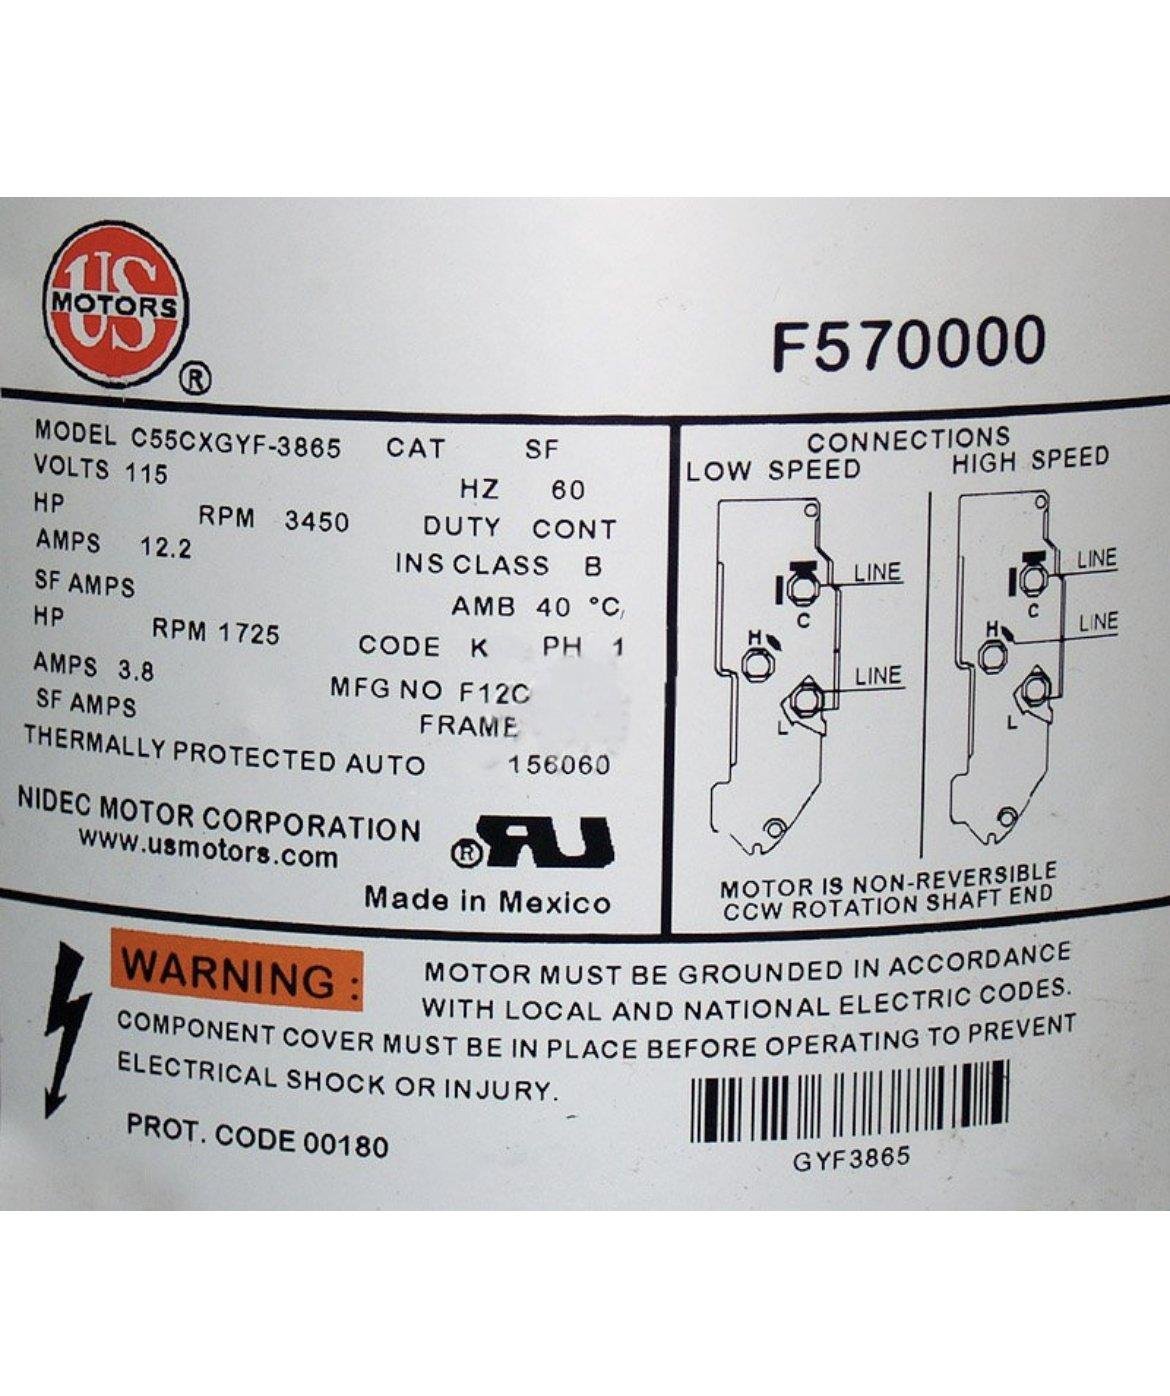 US
MOTORS
®
F570000
MODEL C55CXGYF-3865 CAT SF
VOLTS 115 HZ 60
HP RPM 3450 DUTY CONT
AMPS 12.2 INS CLASS B
SF AMPS AMB 40 °C
HP RPM 1725 CODE K PH 1
AMPS 3.8 MFG NO F12C
SF AMPS FRAME
THERMALLY PROTECTED AUTO 156060
NIDEC MOTOR CORPORATION
www.usmotors.com
®
Made in Mexico
CONNECTIONS
LOW SPEED
LINE
C
H
LINE
L
HIGH SPEED
LINE
C
H
LINE
L
MOTOR IS NON-REVERSIBLE
CCW ROTATION SHAFT END
WARNING : MOTOR MUST BE GROUNDED IN ACCORDANCE
WITH LOCAL AND NATIONAL ELECTRIC CODES.
COMPONENT COVER MUST BE IN PLACE BEFORE OPERATING TO PREVENT
ELECTRICAL SHOCK OR INJURY.
PROT. CODE 00180
GYF3865